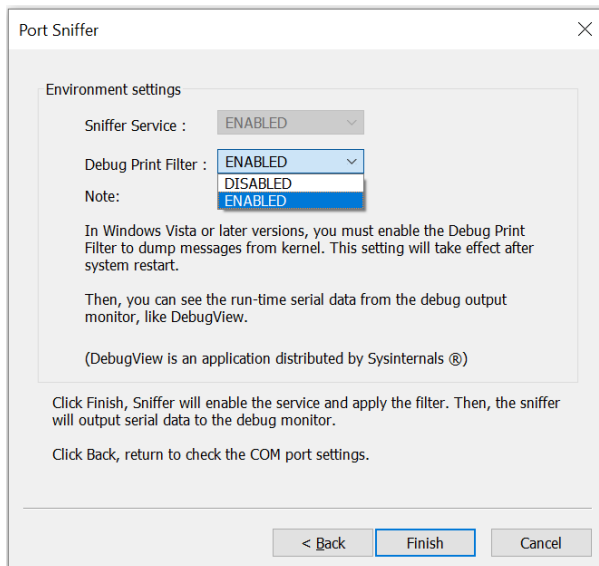 Port Sniffer
Environment settings
Sniffer Service :
ENABLED
Debug Print Filter :
ENABLED
DISABLED
ENABLED
Note:
In Windows Vista or later versions, you must enable the Debug Print
Filter to dump messages from kernel. This setting will take effect after
system restart.
Then, you can see the run-time serial data from the debug output
monitor, like DebugView.
(DebugView is an application distributed by Sysinternals ®)
Click Finish, Sniffer will enable the service and apply the filter. Then, the sniffer
will output serial data to the debug monitor.
Click Back, return to check the COM port settings.
< Back
Finish
Cancel